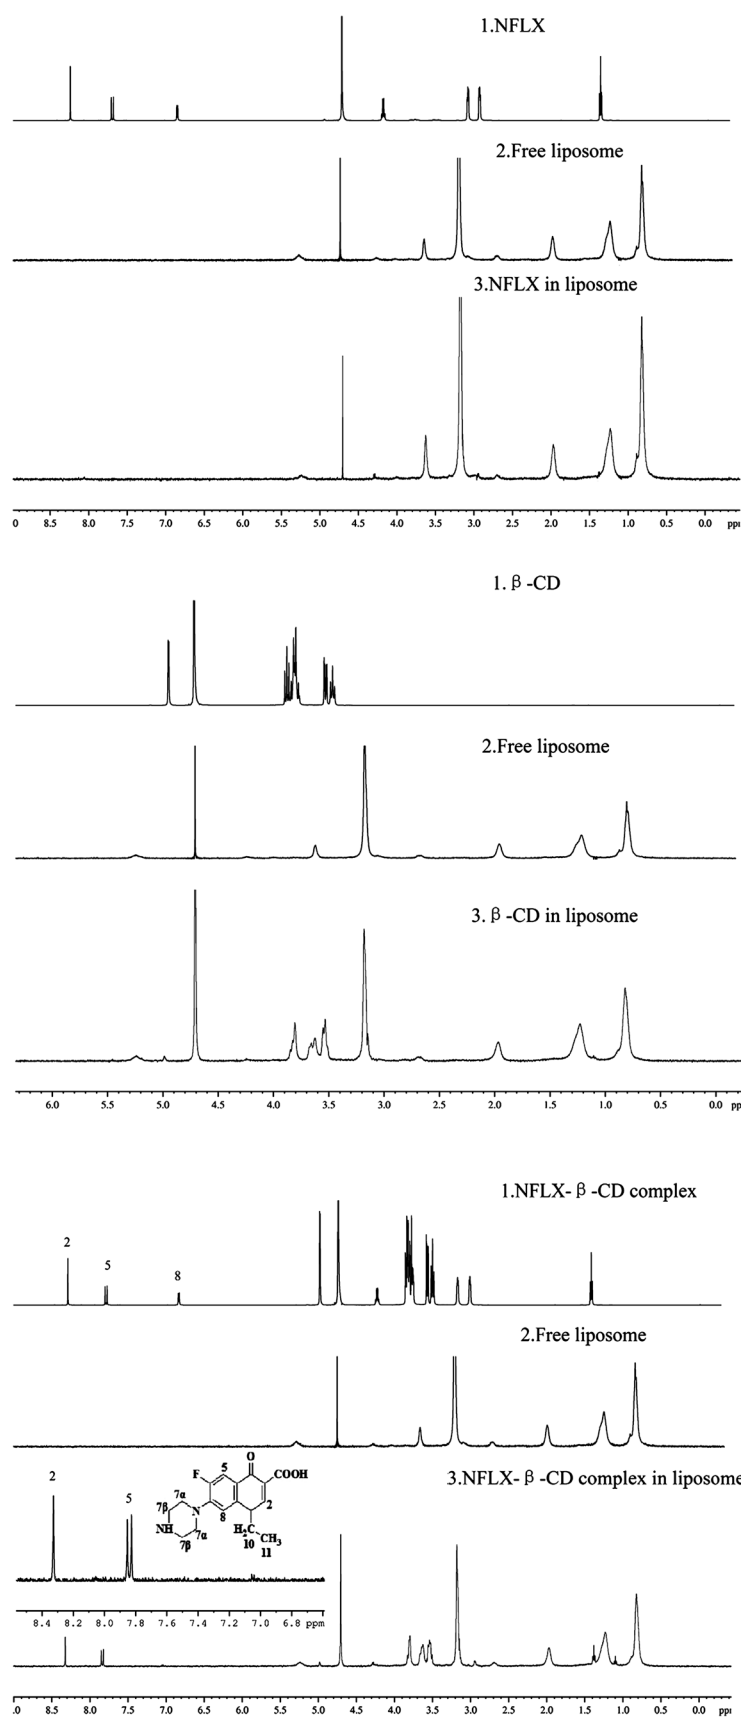 1.NFLX
2.Free liposome
3.NFLX in liposome
0 8.5 8.0 7.5 7.0 6.5 6.0 5.5 5.0 4.5 4.0 3.5 3.0 2.5 2.0 1.5 1.0 0.5 0.0 ppm
1. β-CD
2.Free liposome
3. β-CD in liposome
6.0 5.5 5.0 4.5 4.0 3.5 3.0 2.5 2.0 1.5 1.0 0.5 0.0 pp
1.NFLX- β-CD complex
2
5
8
2.Free liposome
3.NFLX- β-CD complex in liposome
2
5
O
F
5
COOH
7α
7β
N
8
2
NH
7α
7β
H₂C
10
CH₃
11
8.4 8.2 8.0 7.8 7.6 7.4 7.2 7.0 6.8 ppm
.0 8.5 8.0 7.5 7.0 6.5 6.0 5.5 5.0 4.5 4.0 3.5 3.0 2.5 2.0 1.5 1.0 0.5 0.0 ppm